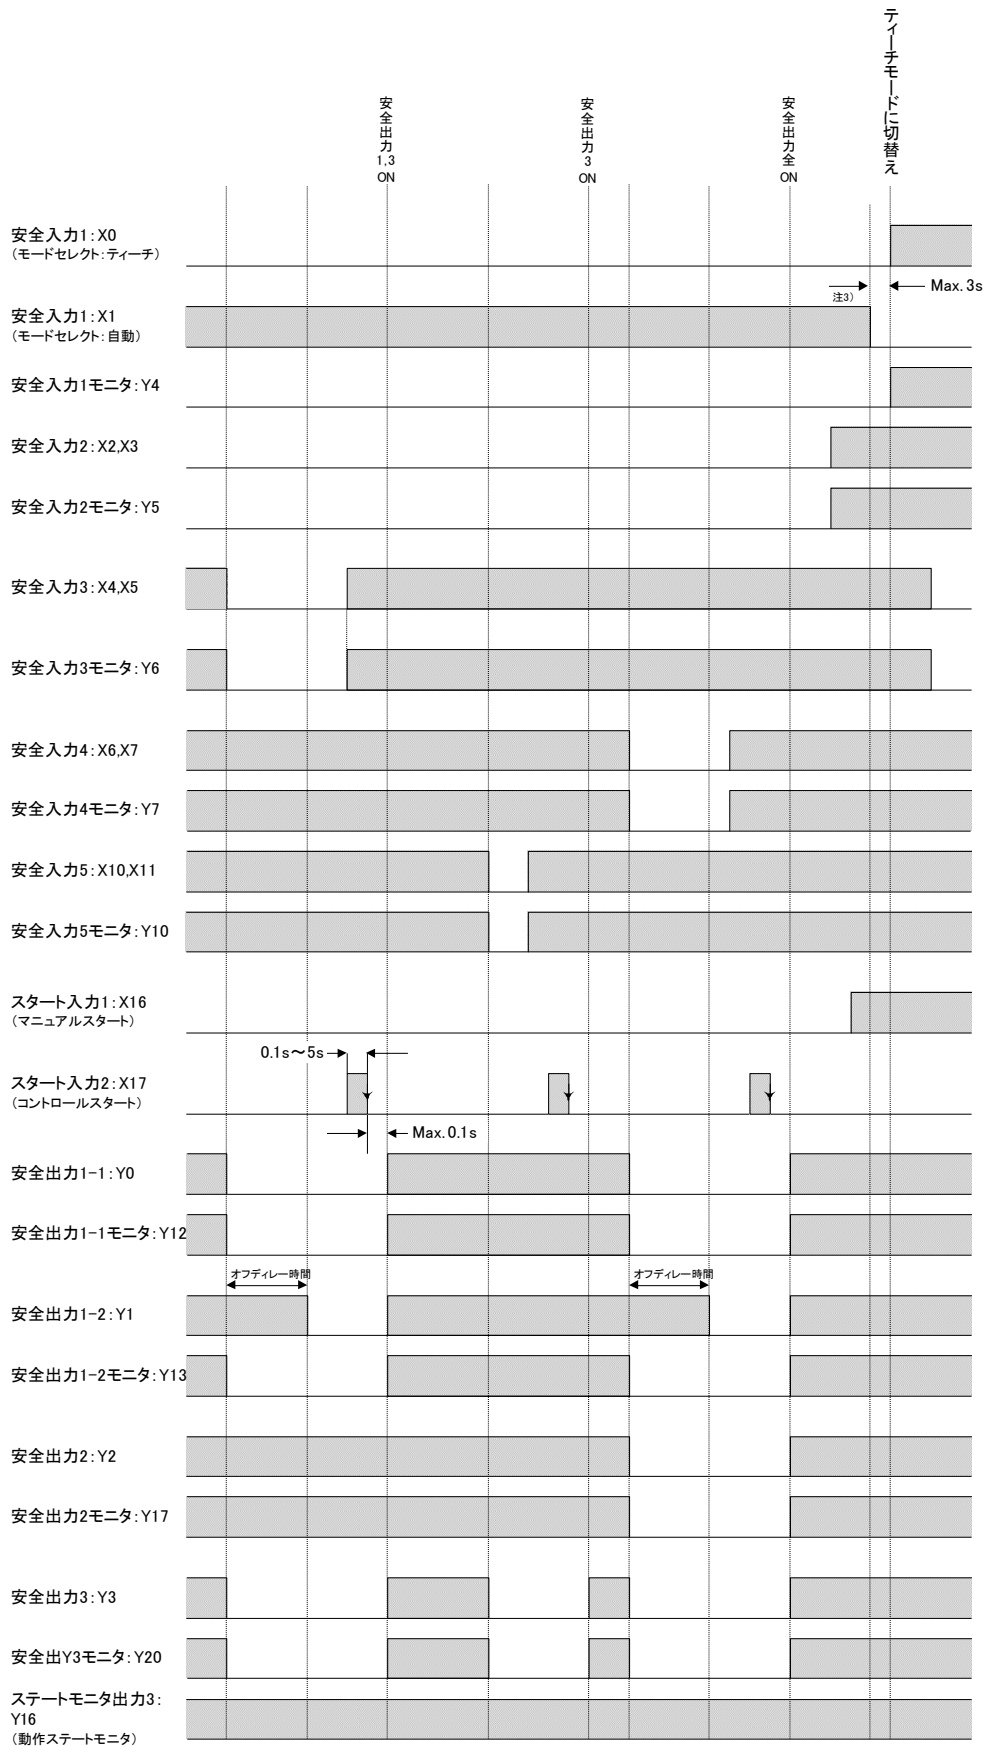 ティーチモードに切替え
安全出力1,3 ON
安全出力3 ON
安全出力全ON
安全入力1:X0
（モードセレクト:ティーチ）
Max. 3s
注3）
安全入力1:X1
（モードセレクト:自動）
安全入力1モニタ:Y4
安全入力2:X2,X3
安全入力2モニタ:Y5
安全入力3:X4,X5
安全入力3モニタ:Y6
安全入力4:X6,X7
安全入力4モニタ:Y7
安全入力5:X10,X11
安全入力5モニタ:Y10
スタート入力1:X16
（マニュアルスタート）
0.1s～5s
スタート入力2:X17
（コントロールスタート）
Max. 0.1s
安全出力1-1:Y0
安全出力1-1モニタ:Y12
オフディレー時間 オフディレー時間
安全出力1-2:Y1
安全出力1-2モニタ:Y13
安全出力2:Y2
安全出力2モニタ:Y17
安全出力3:Y3
安全出Y3モニタ:Y20
ステートモニタ出力3:
Y16
（動作ステートモニタ）